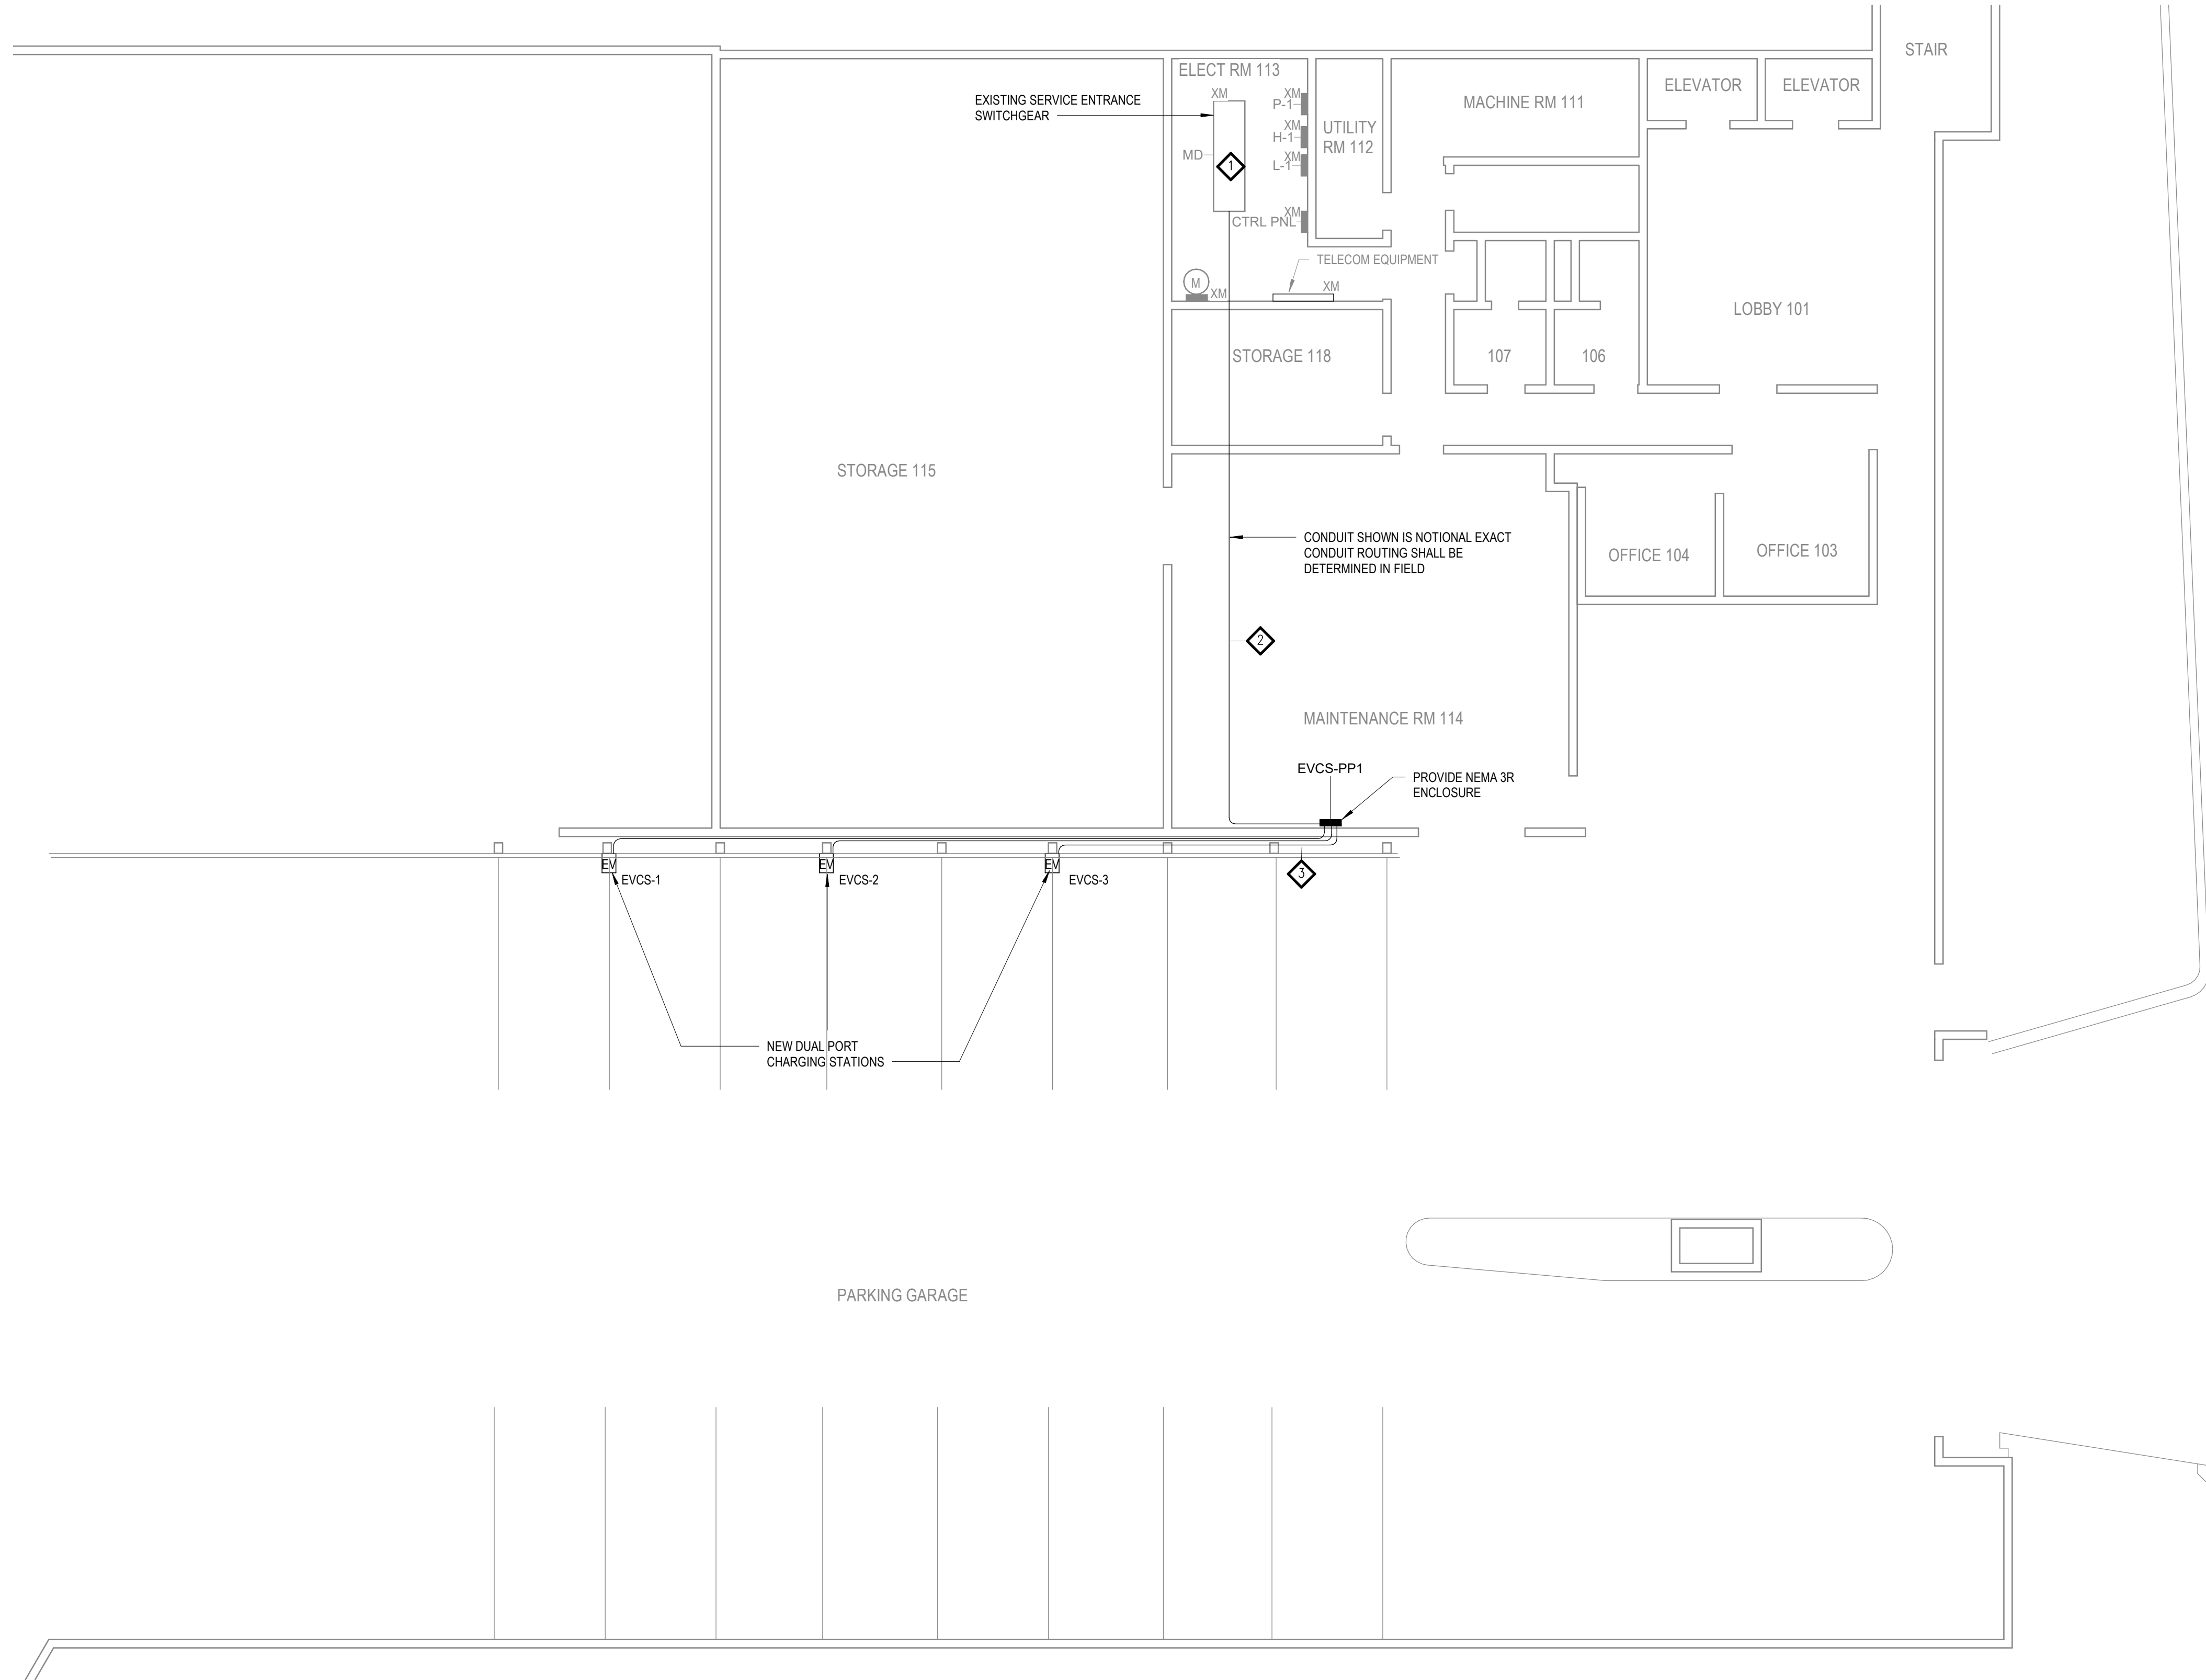 STAIR
ELECT RM 113
ELEVATOR
ELEVATOR
EXISTING SERVICE ENTRANCE
SWITCHGEAR
XM
XM
P-1
MACHINE RM 111
XM
H-1
UTILITY
RM 112
MD
1
XM
L-1
XM
CTRL PNL
TELECOM EQUIPMENT
M
XM
XM
LOBBY 101
STORAGE 118
107
106
STORAGE 115
CONDUIT SHOWN IS NOTIONAL EXACT
CONDUIT ROUTING SHALL BE
DETERMINED IN FIELD
OFFICE 104
OFFICE 103
2
MAINTENANCE RM 114
EVCS-PP1
PROVIDE NEMA 3R
ENCLOSURE
EV
EVCS-1
EV
EVCS-2
EV
EVCS-3
3
NEW DUAL PORT
CHARGING STATIONS
PARKING GARAGE